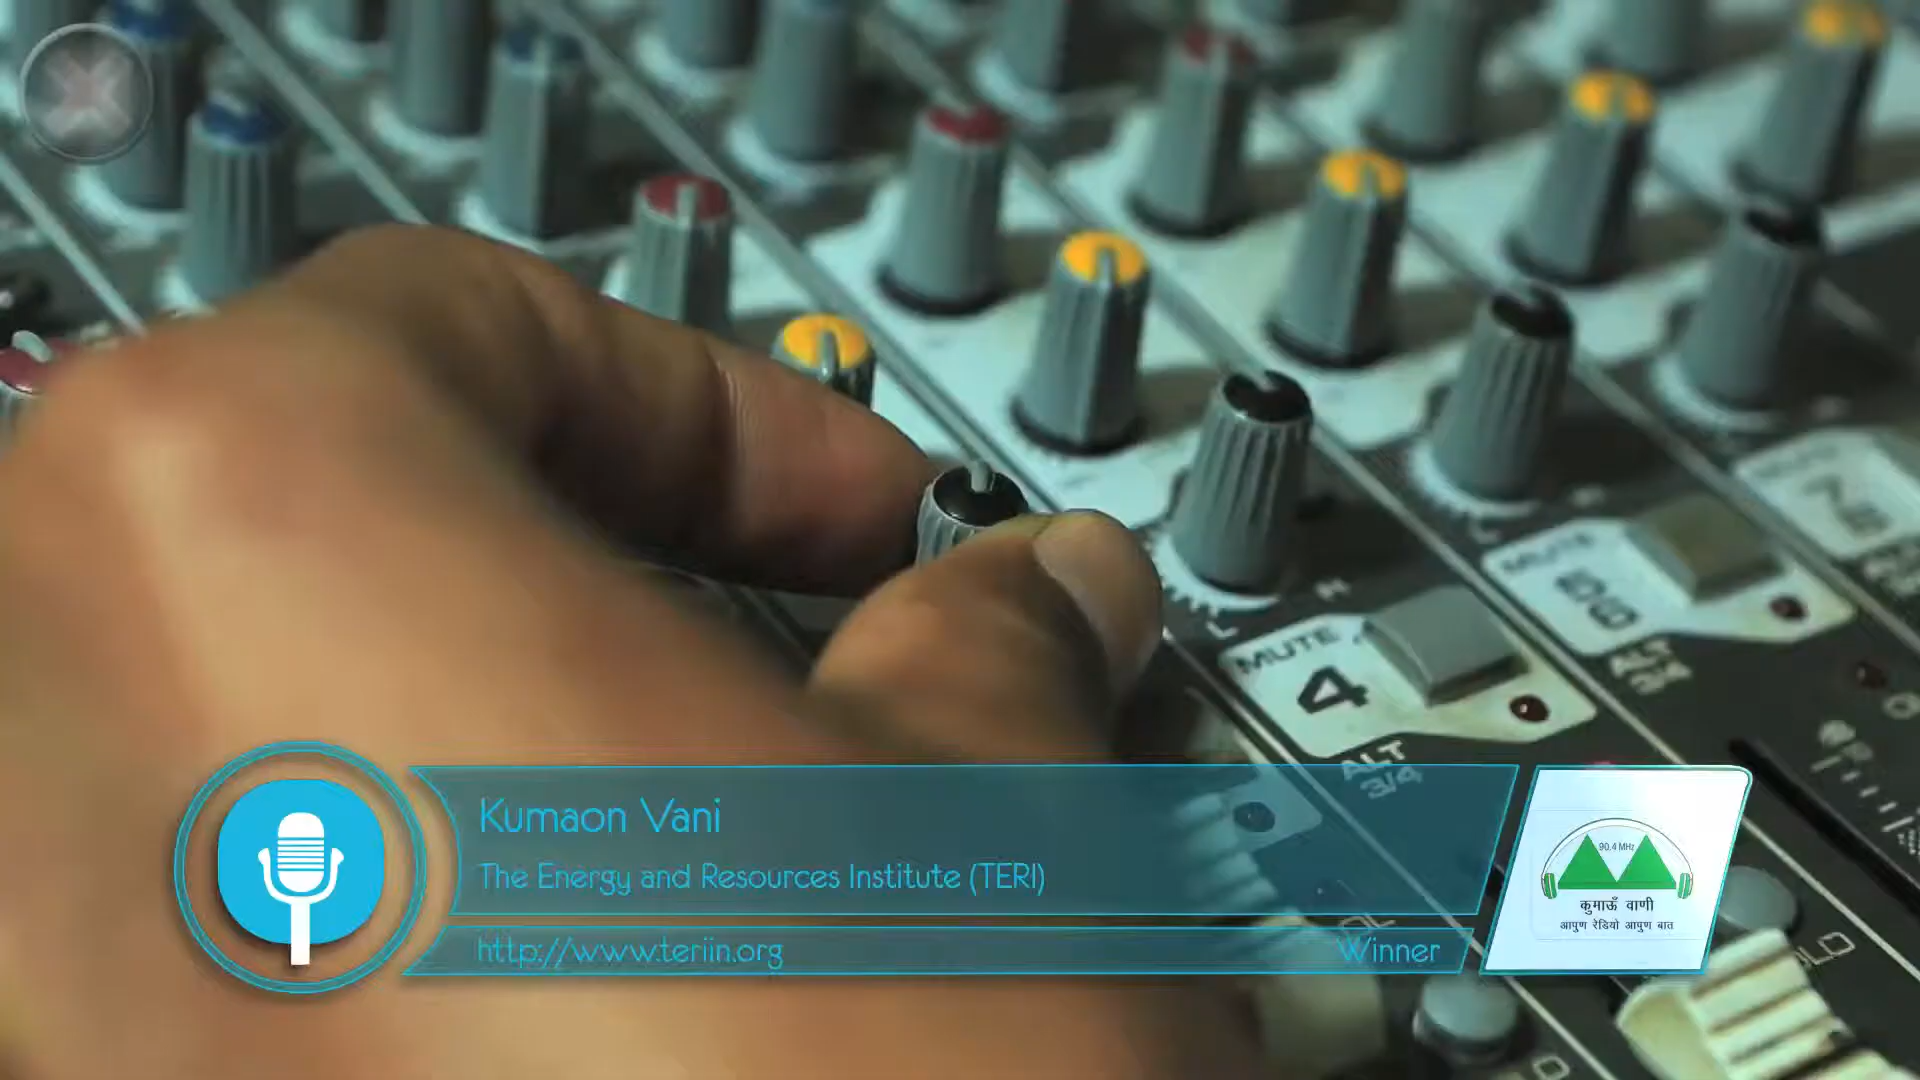 MUTE
4
ALT
3/4
MUTE
Kumaon Vani
The Energy and Resources Institute (TERI)
http://www.teriin.org
Winner
90.4 MHz
कुमाऊँ वाणी
आपुण रेडियो आपुण बात